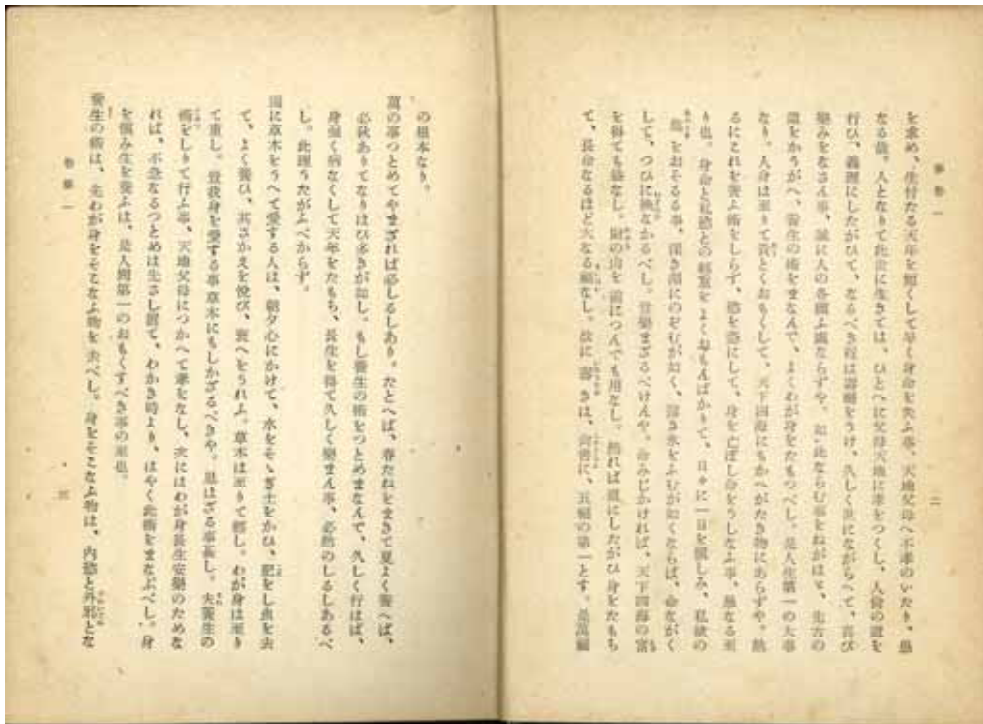 卷第一
を求め、生付たる天年を短くして早く身命を失ふ事、天地父母へ不孝のいたり、愚
なる哉。人となりて此世に生きては、ひとへに父母天地に孝をつくし、人倫の道を
行ひ、義理にしたがひて、なるべき程は壽福をうけ、久しく世にながらへて、喜び
樂みをなさん事、誠に人の各願ふ處ならずや。如此ならむ事をねがはゞ、先古の
道をかうがへ、養生の術をまなんで、よくわが身をたもつべし。是人生第一の大事
なり。人身は至りて貴とくおもくして、天下四海にもかへがたき物にあらずや。然
るにこれを養ふ術をしらず、慾を恣にして、身を亡ぼし命をうしなふ事、愚なる至
り也。身命と私慾との輕重をよくおもんぱかりて、日々に一日を愼しみ、私慾の
危をおそるる事、深き淵にのぞむが如く、薄き氷をふむが如くならば、命ながく
して、つひに殃なかるべし。豈樂まざるべけんや。命みじかければ、天下四海の富
を得ても益なし。財の山を前につんでも用なし。然れば道にしたがひ身をたもち
て、長命なるほど大なる福なし。故に壽きは、尚書に、五福の第一とす。是萬福
二
の根本なり。
萬の事つとめてやまざれば必しるしあり。たとへば、春たねをまきて夏よく養へば、
必秋ありてなりはひ多きが如し。もし養生の術をつとめまなんで、久しく行はば、
身强く病なくして天年をたもち、長生を得て久しく樂まん事、必然のしるしあるべ
し。此理うたがふべからず。
園に草木をうへて愛する人は、朝夕心にかけて、水をそゝぎ土をかひ、肥をし虫を去
て、よく養ひ、其さかえを悅び、衰へをうれふ。草木は至りて輕し。わが身は至り
て重し。豈我身を愛する事草木にもしかざるべきや。思はざる事甚し。夫養生の
術をしりて行ふ事、天地父母につかへて孝をなし、次にはわが身長生安樂のためな
れば、不急なるつとめは先さし置て、わかき時より、はやく此術をまなぶべし。身
を愼み生を養ふは、是人間第一のおもくすべき事の至也。
養生の術は、先わが身をそこなふ物を去べし。身をそこなふ物は、內慾と外邪とな
卷第一
三